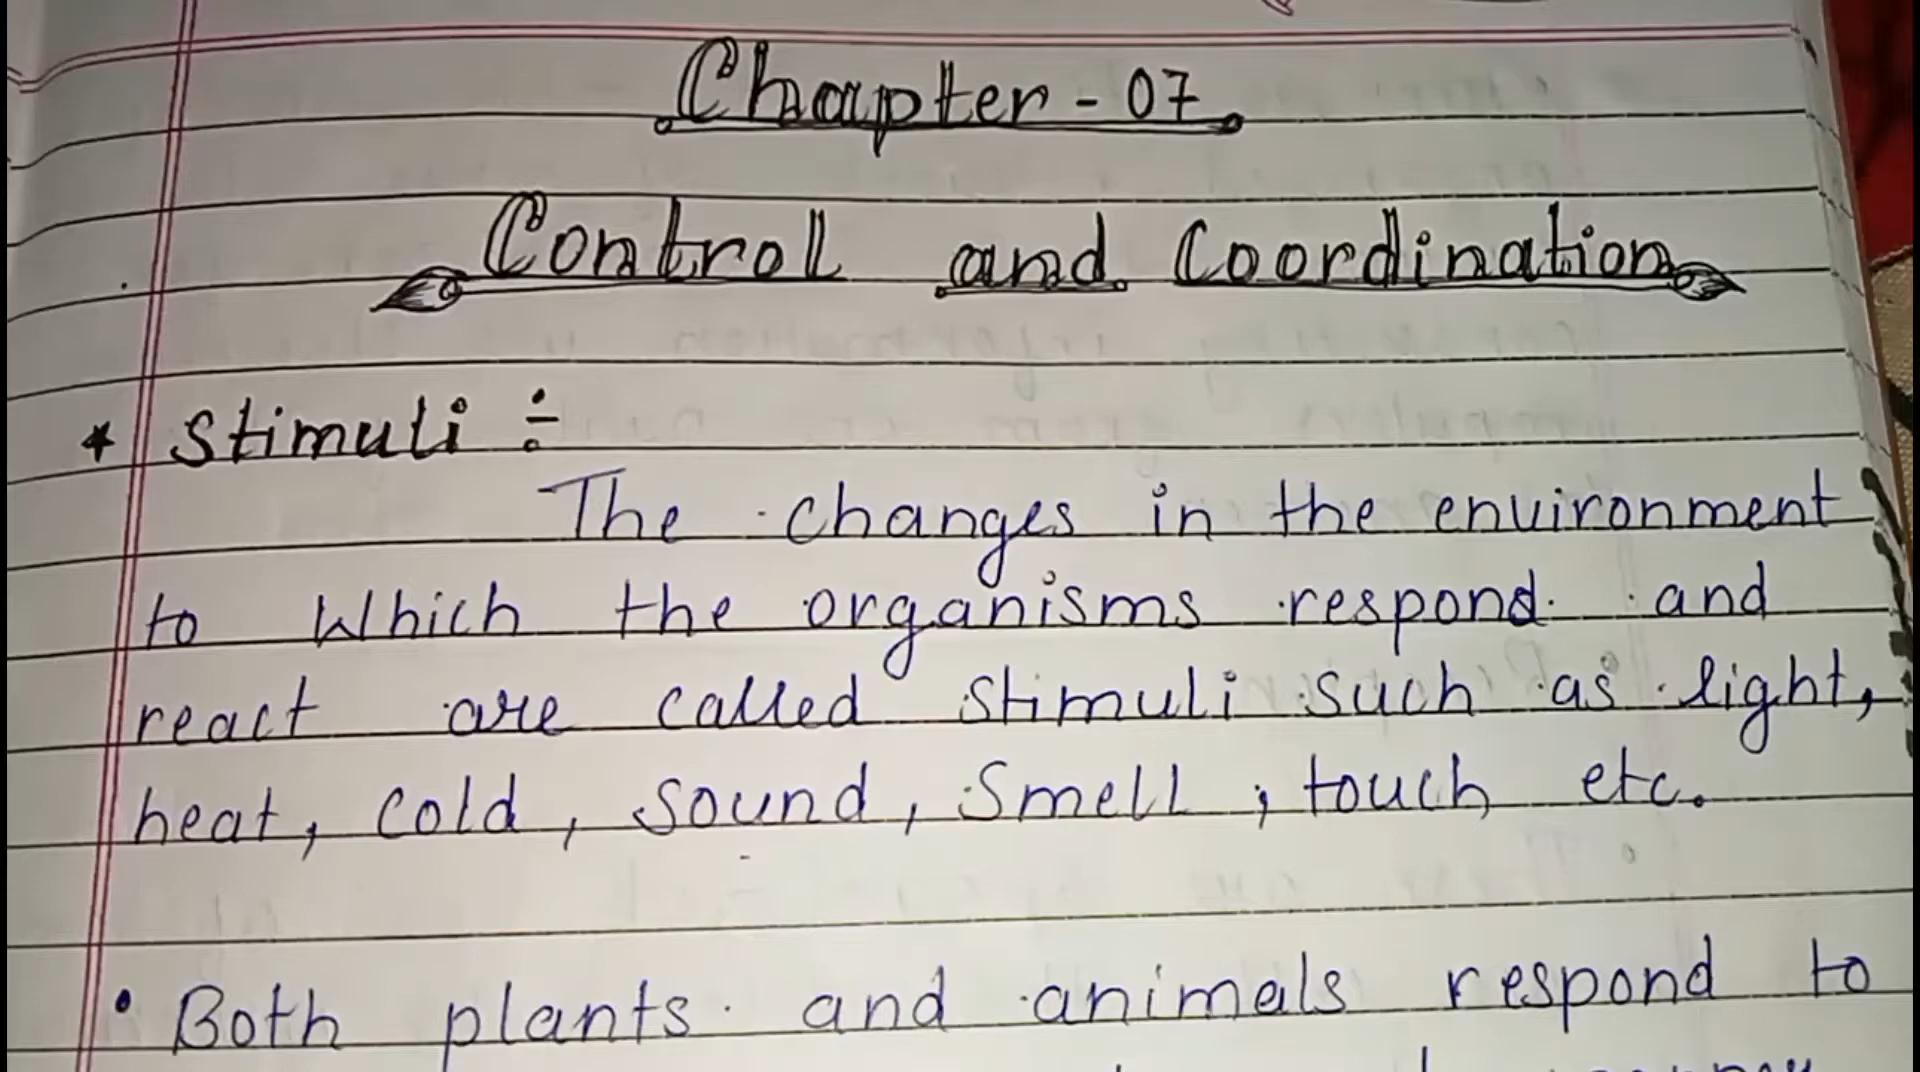 Chapter - 07
Control and Coordination
* Stimuli ÷
The changes in the environment
to which the organisms respond and
react are called stimuli such as light,
heat, cold, sound, smell, touch etc.
• Both plants and animals respond to